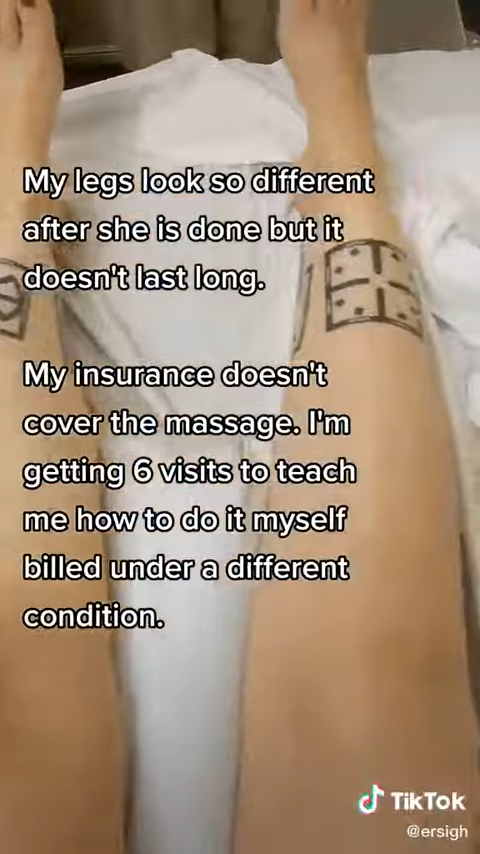 My legs look so different
after she is done but it
doesn't last long.
My insurance doesn't
cover the massage. I'm
getting 6 visits to teach
me how to do it myself
billed under a different
condition.
TikTok
@ersigh